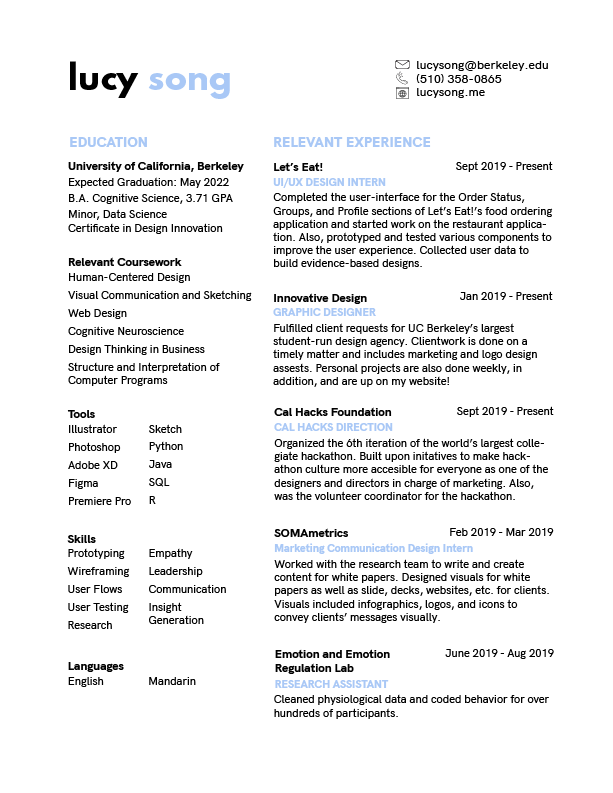 lucy song
lucysong@berkeley.edu
(510) 358-0865
lucysong.me
EDUCATION
University of California, Berkeley
Expected Graduation: May 2022
B.A. Cognitive Science, 3.71 GPA
Minor, Data Science
Certificate in Design Innovation
Relevant Coursework
Human-Centered Design
Visual Communication and Sketching
Web Design
Cognitive Neuroscience
Design Thinking in Business
Structure and Interpretation of
Computer Programs
Tools
Illustrator Sketch
Photoshop Python
Adobe XD Java
Figma SQL
Premiere Pro R
Skills
Prototyping Empathy
Wireframing Leadership
User Flows Communication
User Testing Insight
Generation
Research
Languages
English Mandarin
RELEVANT EXPERIENCE
Let's Eat! Sept 2019 - Present
UI/UX DESIGN INTERN
Completed the user-interface for the Order Status,
Groups, and Profile sections of Let's Eat!'s food ordering
application and started work on the restaurant applica-
tion. Also, prototyped and tested various components to
improve the user experience. Collected user data to
build evidence-based designs.
Innovative Design Jan 2019 - Present
GRAPHIC DESIGNER
Fulfilled client requests for UC Berkeley's largest
student-run design agency. Clientwork is done on a
timely matter and includes marketing and logo design
assests. Personal projects are also done weekly, in
addition, and are up on my website!
Cal Hacks Foundation Sept 2019 - Present
CAL HACKS DIRECTION
Organized the 6th iteration of the world's largest colle-
giate hackathon. Built upon initatives to make hack-
athon culture more accesible for everyone as one of the
designers and directors in charge of marketing. Also,
was the volunteer coordinator for the hackathon.
SOMAmetrics Feb 2019 - Mar 2019
Marketing Communication Design Intern
Worked with the research team to write and create
content for white papers. Designed visuals for white
papers as well as slide, decks, websites, etc. for clients.
Visuals included infographics, logos, and icons to
convey clients' messages visually.
Emotion and Emotion June 2019 - Aug 2019
Regulation Lab
RESEARCH ASSISTANT
Cleaned physiological data and coded behavior for over
hundreds of participants.